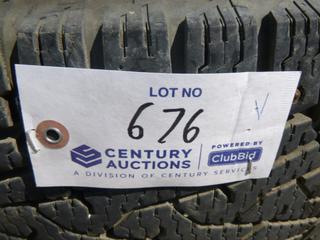 LOT NO
676
CENTURY AUCTIONS
POWERED BY ClubBid
A DIVISION OF CENTURY SERVICES